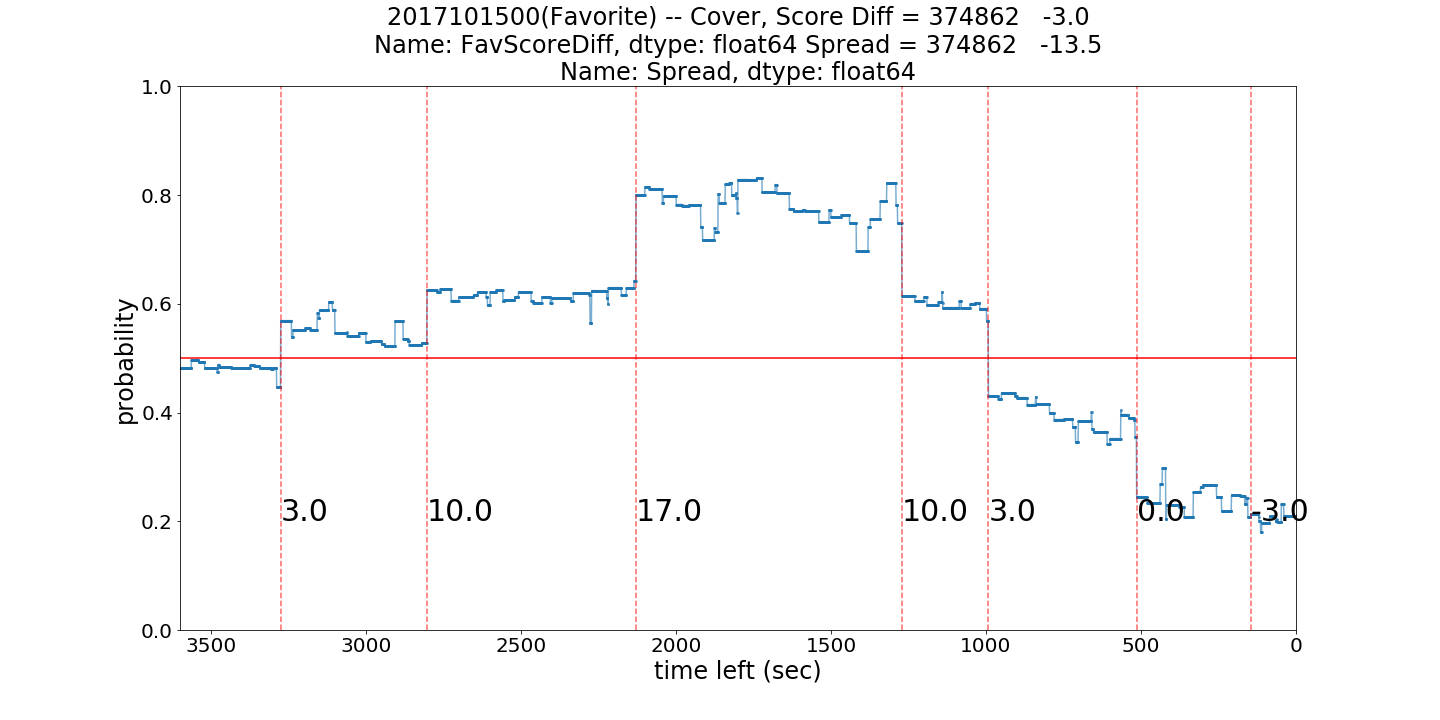 2017101500(Favorite) -- Cover, Score Diff = 374862   -3.0
Name: FavScoreDiff, dtype: float64 Spread = 374862   -13.5
Name: Spread, dtype: float64
1.0
0.8
0.6
0.4
0.2
0.0
probability
3.0
10.0
17.0
10.0
3.0
0.0
-3.0
3500 3000 2500 2000 1500 1000 500 0
time left (sec)